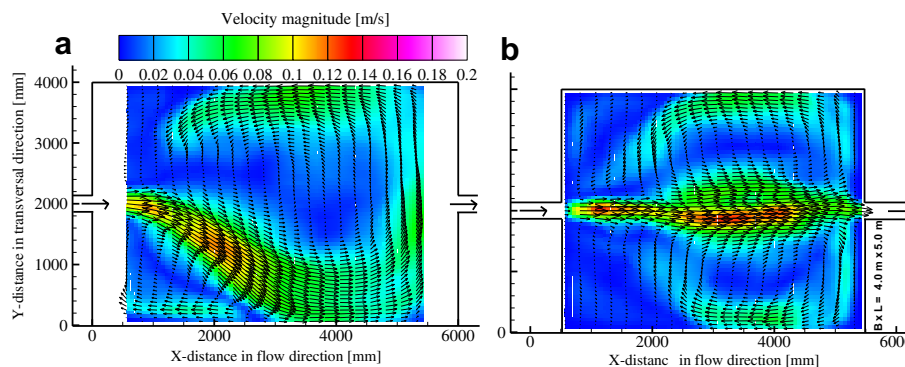 Velocity magnitude [m/s]
a
b
0 0.02 0.04 0.06 0.08 0.1 0.12 0.14 0.16 0.18 0.2
Y-distance in transversal direction [mm]
4000
3000
2000
1000
0
0 2000 4000 6000
X-distance in flow direction [mm]
B x L = 4.0 m x 5.0 m
0 2000 4000 6000
X-distanc in flow direction [mm]